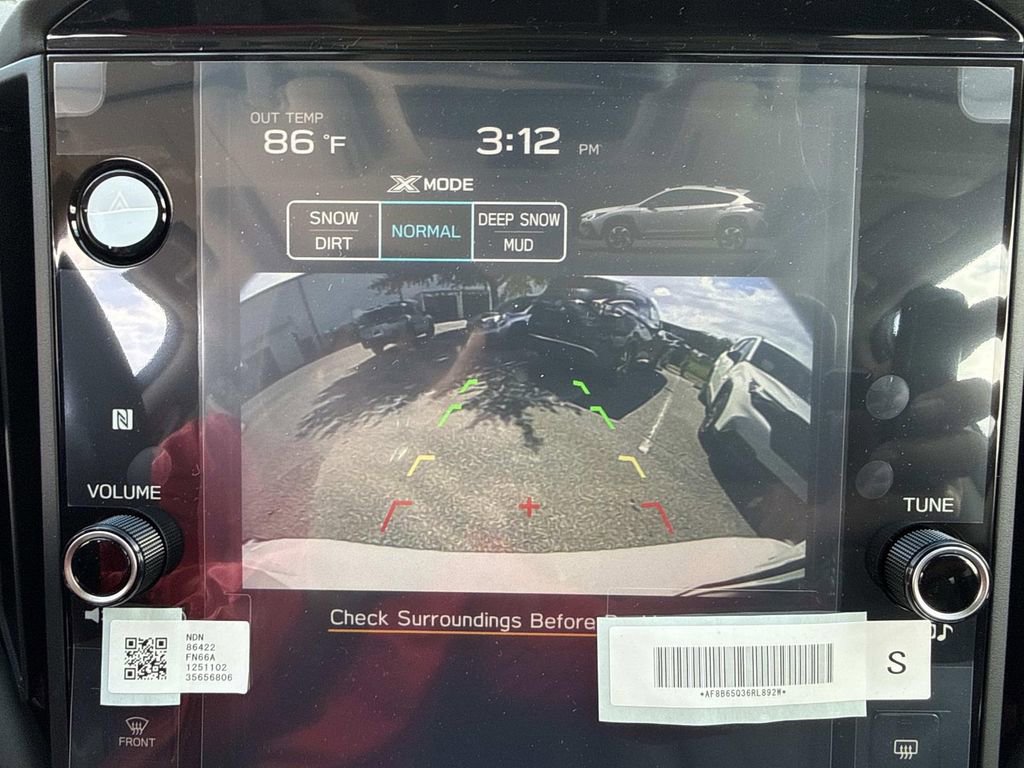 OUT TEMP
86 °F
3:12 PM
X MODE
SNOW
DIRT
NORMAL
DEEP SNOW
MUD
VOLUME
TUNE
Check Surroundings Before
NDN
86422
FN66A
1251102
35656806
*AF8B65Q36RL892W*
S
FRONT